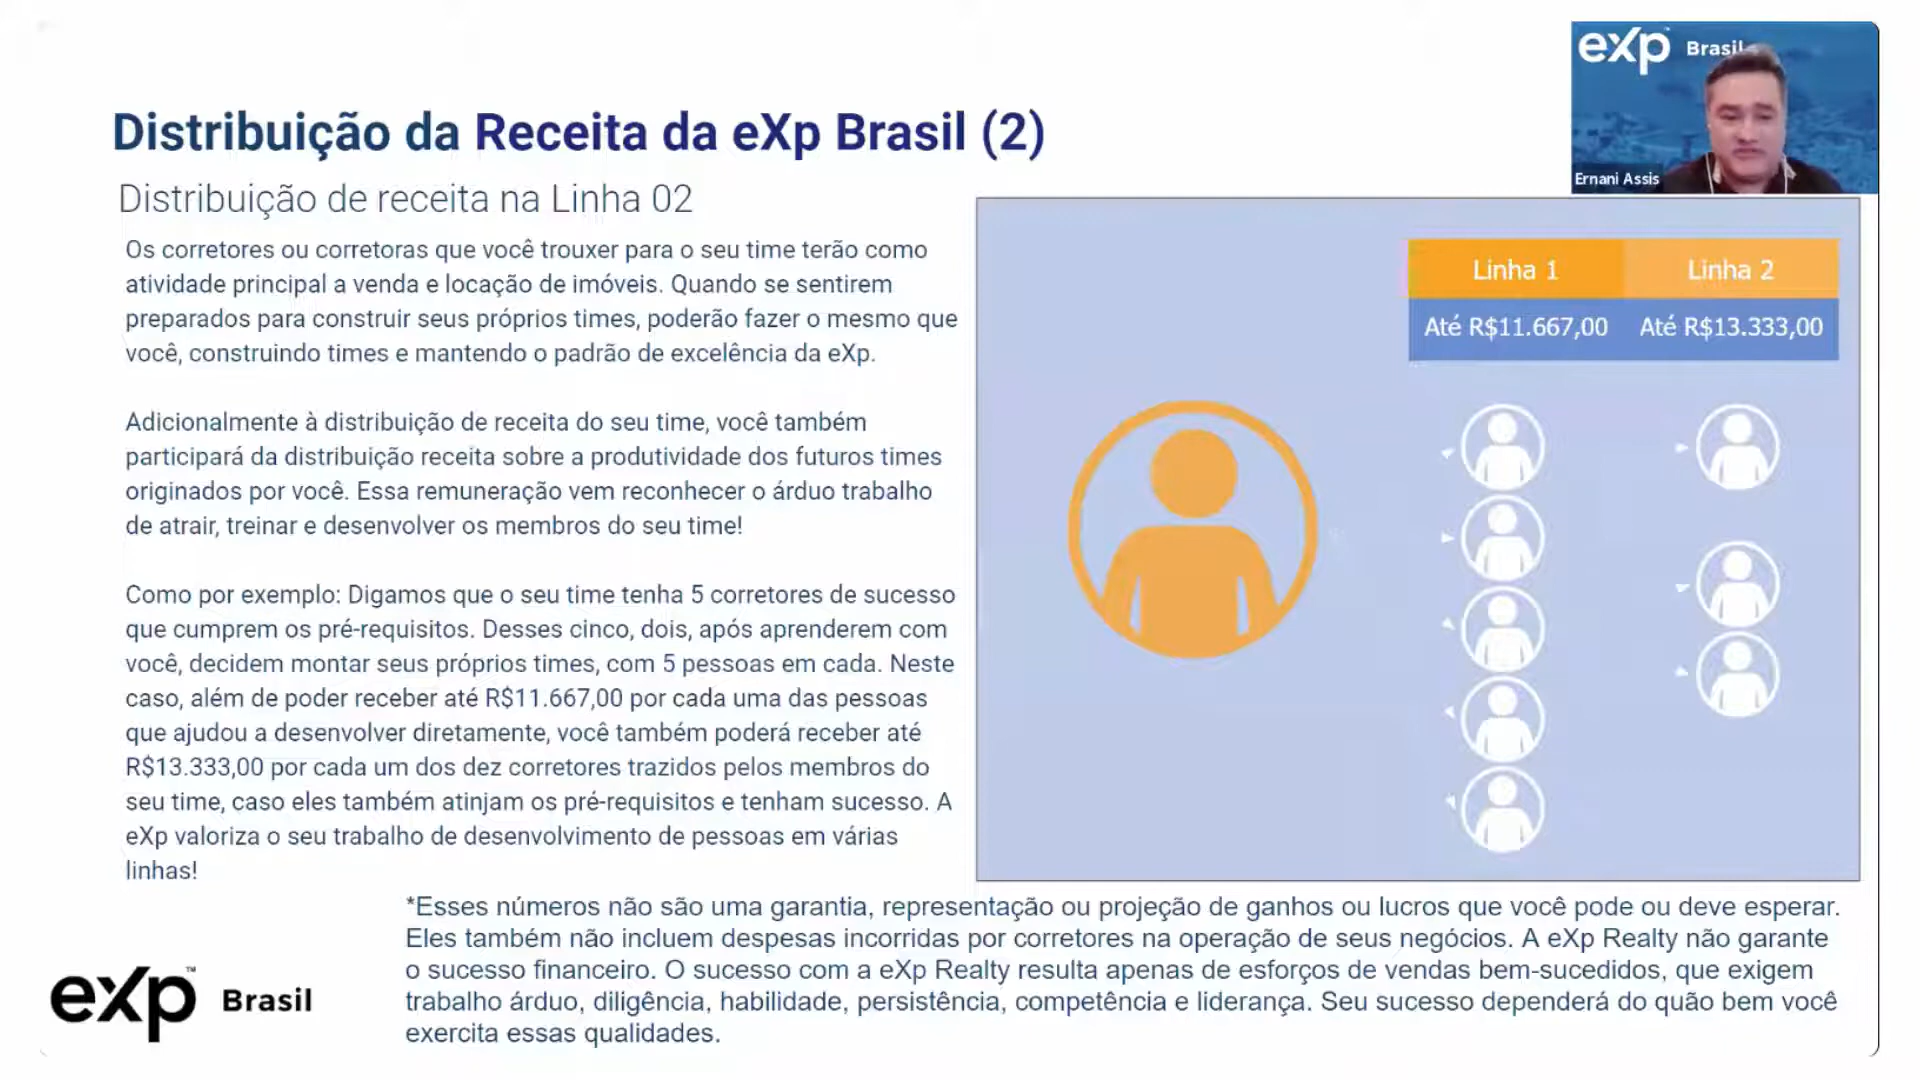 eXp Brasil
Ernani Assis
Distribuição da Receita da eXp Brasil (2)
Distribuição de receita na Linha 02
Os corretores ou corretoras que você trouxer para o seu time terão como
atividade principal a venda e locação de imóveis. Quando se sentirem
preparados para construir seus próprios times, poderão fazer o mesmo que
você, construindo times e mantendo o padrão de excelência da eXp.
Adicionalmente à distribuição de receita do seu time, você também
participará da distribuição receita sobre a produtividade dos futuros times
originados por você. Essa remuneração vem reconhecer o árduo trabalho
de atrair, treinar e desenvolver os membros do seu time!
Como por exemplo: Digamos que o seu time tenha 5 corretores de sucesso
que cumprem os pré-requisitos. Desses cinco, dois, após aprenderem com
você, decidem montar seus próprios times, com 5 pessoas em cada. Neste
caso, além de poder receber até R$11.667,00 por cada uma das pessoas
que ajudou a desenvolver diretamente, você também poderá receber até
R$13.333,00 por cada um dos dez corretores trazidos pelos membros do
seu time, caso eles também atinjam os pré-requisitos e tenham sucesso. A
eXp valoriza o seu trabalho de desenvolvimento de pessoas em várias
linhas!
Linha 1 Linha 2
Até R$11.667,00 Até R$13.333,00
*Esses números não são uma garantia, representação ou projeção de ganhos ou lucros que você pode ou deve esperar.
Eles também não incluem despesas incorridas por corretores na operação de seus negócios. A eXp Realty não garante
o sucesso financeiro. O sucesso com a eXp Realty resulta apenas de esforços de vendas bem-sucedidos, que exigem
trabalho árduo, diligência, habilidade, persistência, competência e liderança. Seu sucesso dependerá do quão bem você
exercita essas qualidades.
eXp™ Brasil